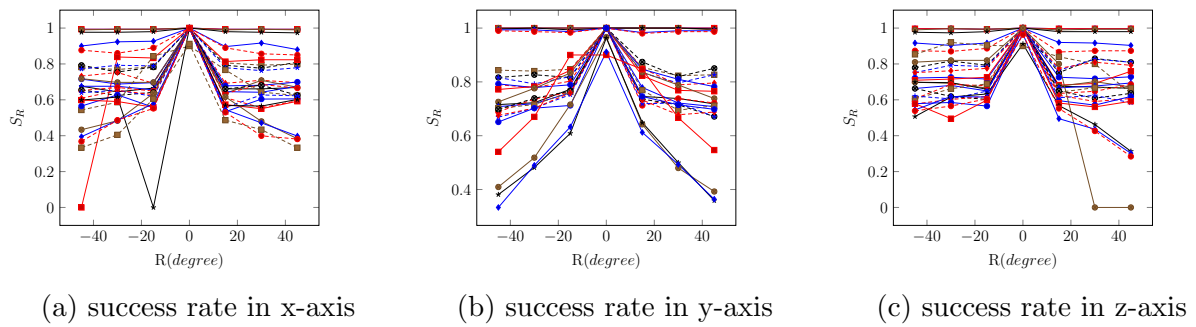 1
0.8
0.6
0.4
0.2
0
S_R
−40 −20 0 20 40
R(degree)
(a) success rate in x-axis
1
0.8
0.6
0.4
S_R
−40 −20 0 20 40
R(degree)
(b) success rate in y-axis
1
0.8
0.6
0.4
0.2
0
S_R
−40 −20 0 20 40
R(degree)
(c) success rate in z-axis